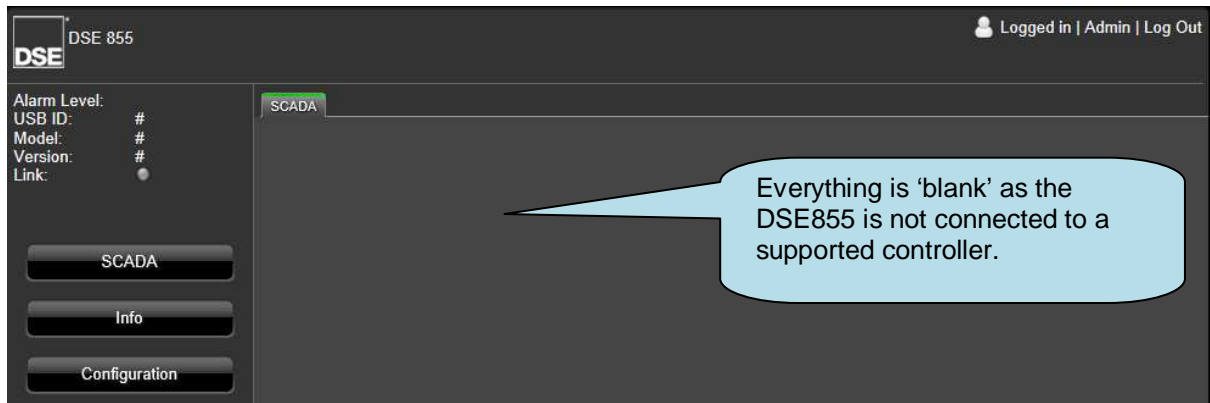 DSE
DSE 855
Logged in | Admin | Log Out
Alarm Level:
USB ID: #
Model: #
Version: #
Link:
SCADA
Info
Configuration
SCADA
Everything is ‘blank’ as the
DSE855 is not connected to a
supported controller.